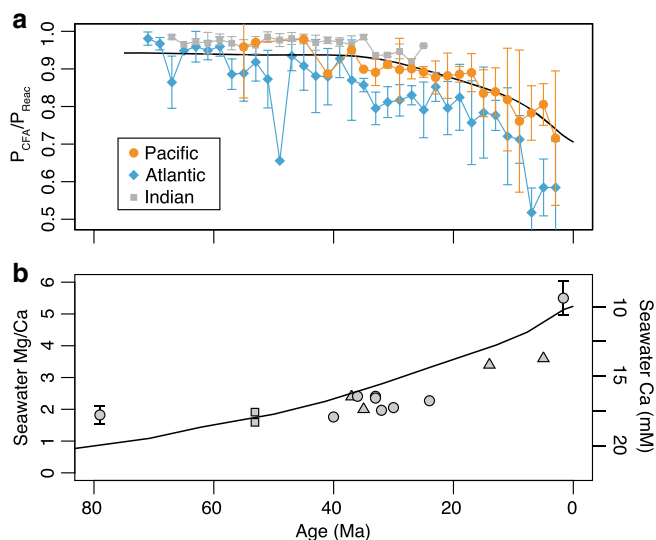 a
P_CFA/P_Reac
1.0
0.9
0.8
0.7
0.6
0.5
Pacific
Atlantic
Indian
b
Seawater Mg/Ca
6
5
4
3
2
1
0
10
15
20
Seawater Ca (mM)
80 60 40 20 0
Age (Ma)